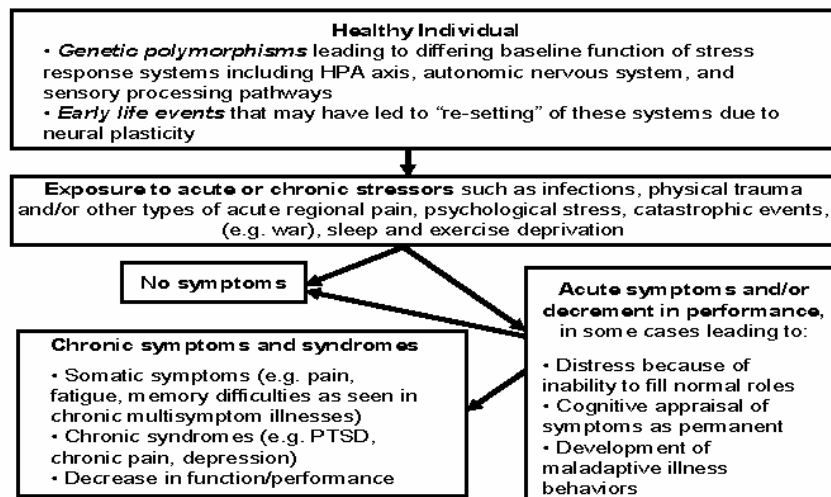 Healthy Individual
• Genetic polymorphisms leading to differing baseline function of stress
response systems including HPA axis, autonomic nervous system, and
sensory processing pathways
• Early life events that may have led to “re-setting” of these systems due to
neural plasticity
Exposure to acute or chronic stressors such as infections, physical trauma
and/or other types of acute regional pain, psychological stress, catastrophic events,
(e.g. war), sleep and exercise deprivation
No symptoms
Acute symptoms and/or
decrement in performance,
in some cases leading to:
• Distress because of
inability to fill normal roles
• Cognitive appraisal of
symptoms as permanent
• Development of
maladaptive illness
behaviors
Chronic symptoms and syndromes
• Somatic symptoms (e.g. pain,
fatigue, memory difficulties as seen in
chronic multisymptom illnesses)
• Chronic syndromes (e.g. PTSD,
chronic pain, depression)
• Decrease in function/performance